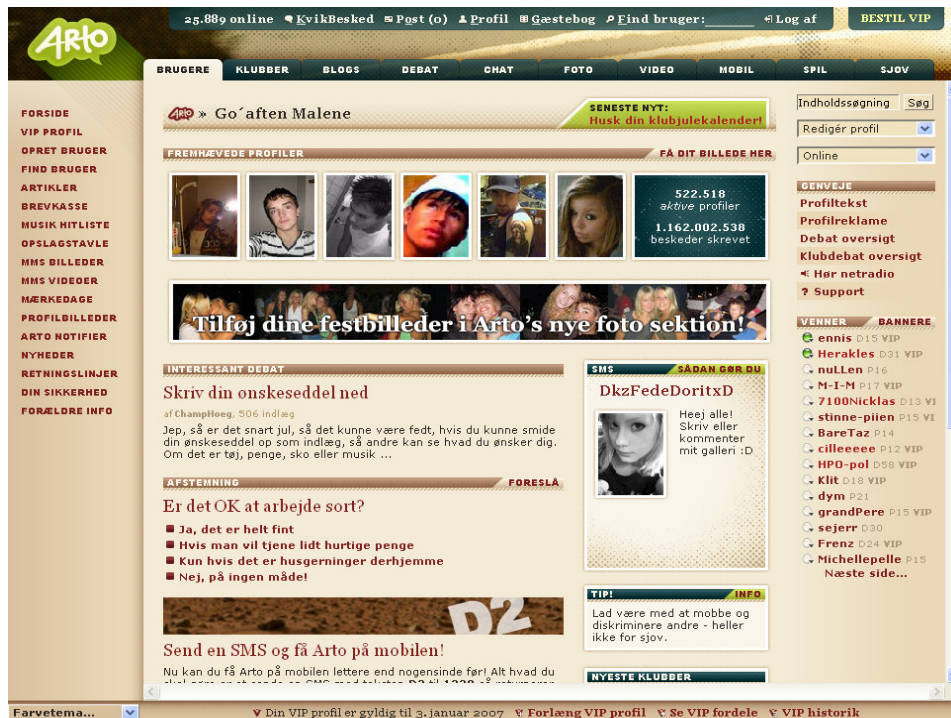 25.889 online KvikBesked Post (0) Profil Gæstebog Find bruger: Log af BESTIL VIP
Arto
BRUGERE KLUBBER BLOGS DEBAT CHAT FOTO VIDEO MOBIL SPIL SJOV
FORSIDE
VIP PROFIL
OPRET BRUGER
FIND BRUGER
ARTIKLER
BREVKASSE
MUSIK HITLISTE
OPSLAGSTAVLE
MMS BILLEDER
MMS VIDEOER
MÆRKEDAGE
PROFILBILLEDER
ARTO NOTIFIER
NYHEDER
RETNINGSLINJER
DIN SIKKERHED
FORÆLDRE INFO
Arto » Go´aften Malene
SENESTE NYT:
Husk din klubjulekalender!
FREMHÆVEDE PROFILER FÅ DIT BILLEDE HER
522.518
aktive profiler
1.162.002.538
beskeder skrevet
Tilføj dine festbilleder i Arto's nye foto sektion!
INTERESSANT DEBAT
Skriv din ønskeseddel ned
af ChampHoeg, 506 indlæg
Jep, så er det snart jul, så det kunne være fedt, hvis du kunne smide
din ønskeseddel op som indlæg, så andre kan se hvad du ønsker dig.
Om det er tøj, penge, sko eller musik ...
AFSTEMNING FORESLÅ
Er det OK at arbejde sort?
Ja, det er helt fint
Hvis man vil tjene lidt hurtige penge
Kun hvis det er husgerninger derhjemme
Nej, på ingen måde!
D2
Send en SMS og få Arto på mobilen!
Nu kan du få Arto på mobilen lettere end nogensinde før! Alt hvad du
SMS SÅDAN GØR DU
DkzFedeDoritxD
Heej alle!
Skriv eller
kommenter
mit galleri :D
TIP! INFO
Lad være med at mobbe og
diskriminere andre - heller
ikke for sjov.
NYESTE KLUBBER
Indholdssøgning Søg
Redigér profil
Online
GENVEJE
Profiltekst
Profilreklame
Debat oversigt
Klubdebat oversigt
Hør netradio
? Support
VENNER BANNERE
ennis D15 VIP
Herakles D31 VIP
nuLLen P16
M-I-M P17 VIP
7100Nicklas D13 VI
stinne-piien P15 VI
BareTaz P14
cilleeeee P12 VIP
HPO-pol D58 VIP
Klit D18 VIP
dym P21
grandPere P15 VIP
sejerr D30
Frenz D24 VIP
Michellepelle P15
Næste side...
Farvetema... Din VIP profil er gyldig til 3. januar 2007 Forlæng VIP profil Se VIP fordele VIP historik